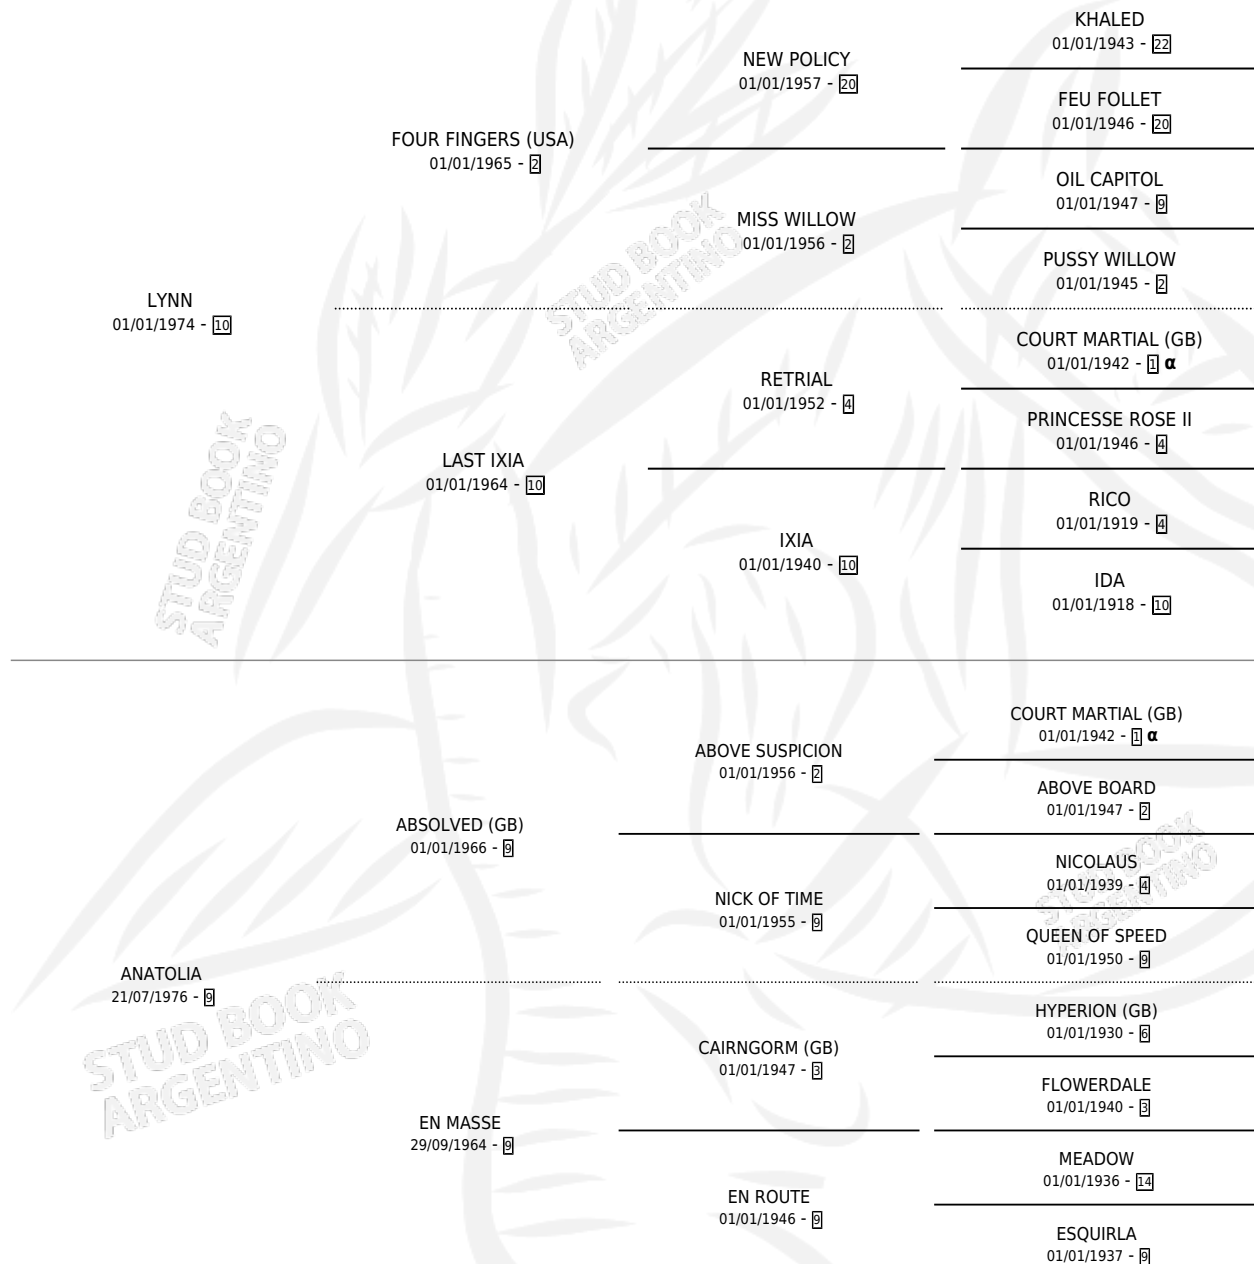 KHALED
01/01/1943 - 22
NEW POLICY
01/01/1957 - 20
FEU FOLLET
01/01/1946 - 20
FOUR FINGERS (USA)
01/01/1965 - 2
OIL CAPITOL
01/01/1947 - 9
MISS WILLOW
01/01/1956 - 2
PUSSY WILLOW
01/01/1945 - 2
LYNN
01/01/1974 - 10
COURT MARTIAL (GB)
01/01/1942 - 1 α
RETRIAL
01/01/1952 - 4
PRINCESSE ROSE II
01/01/1946 - 4
LAST IXIA
01/01/1964 - 10
RICO
01/01/1919 - 4
IXIA
01/01/1940 - 10
IDA
01/01/1918 - 10
COURT MARTIAL (GB)
01/01/1942 - 1 α
ABOVE SUSPICION
01/01/1956 - 2
ABOVE BOARD
01/01/1947 - 2
ABSOLVED (GB)
01/01/1966 - 9
NICOLAUS
01/01/1939 - 4
NICK OF TIME
01/01/1955 - 9
QUEEN OF SPEED
01/01/1950 - 9
ANATOLIA
21/07/1976 - 9
HYPERION (GB)
01/01/1930 - 6
CAIRNGORM (GB)
01/01/1947 - 3
FLOWERDALE
01/01/1940 - 3
EN MASSE
29/09/1964 - 9
MEADOW
01/01/1936 - 14
EN ROUTE
01/01/1946 - 9
ESQUIRLA
01/01/1937 - 9
STUD BOOK
ARGENTINO
STUD BOOK
ARGENTINO
STUD BOOK
ARGENTINO
STUD BOOK
ARGENTINO